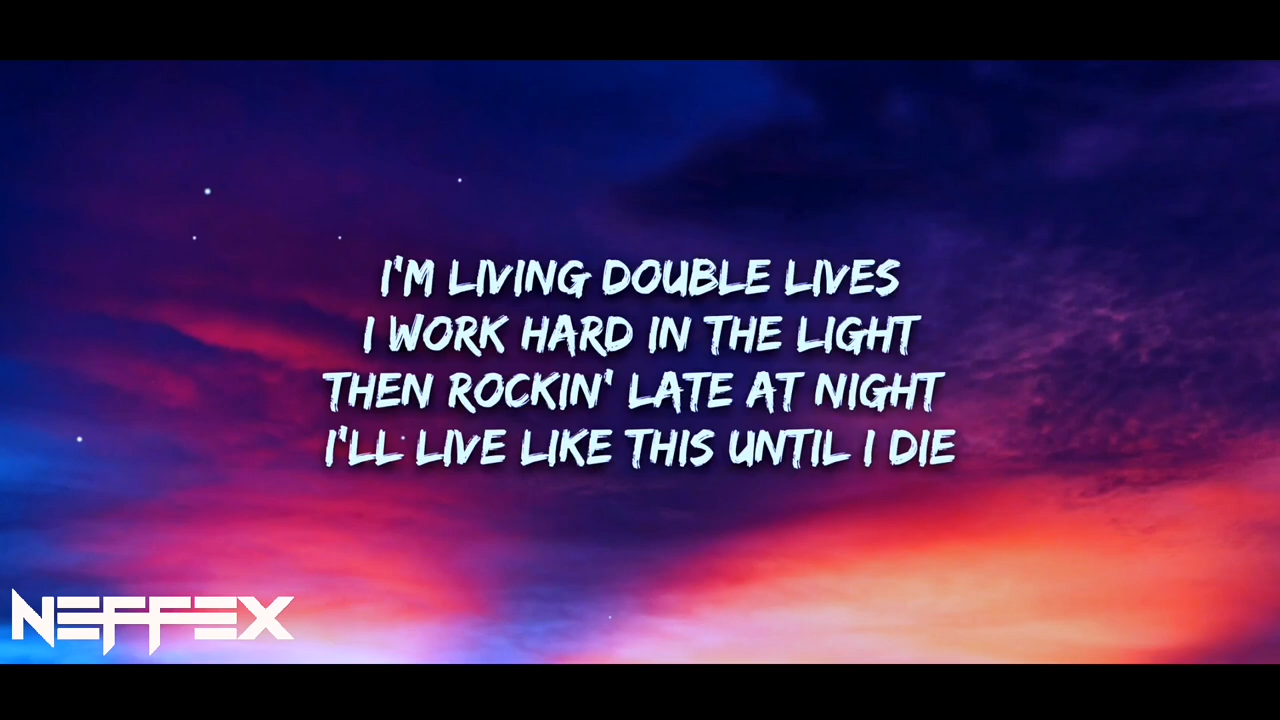 I'M LIVING DOUBLE LIVES
I WORK HARD IN THE LIGHT
THEN ROCKIN' LATE AT NIGHT
I'LL LIVE LIKE THIS UNTIL I DIE
NEFFEX